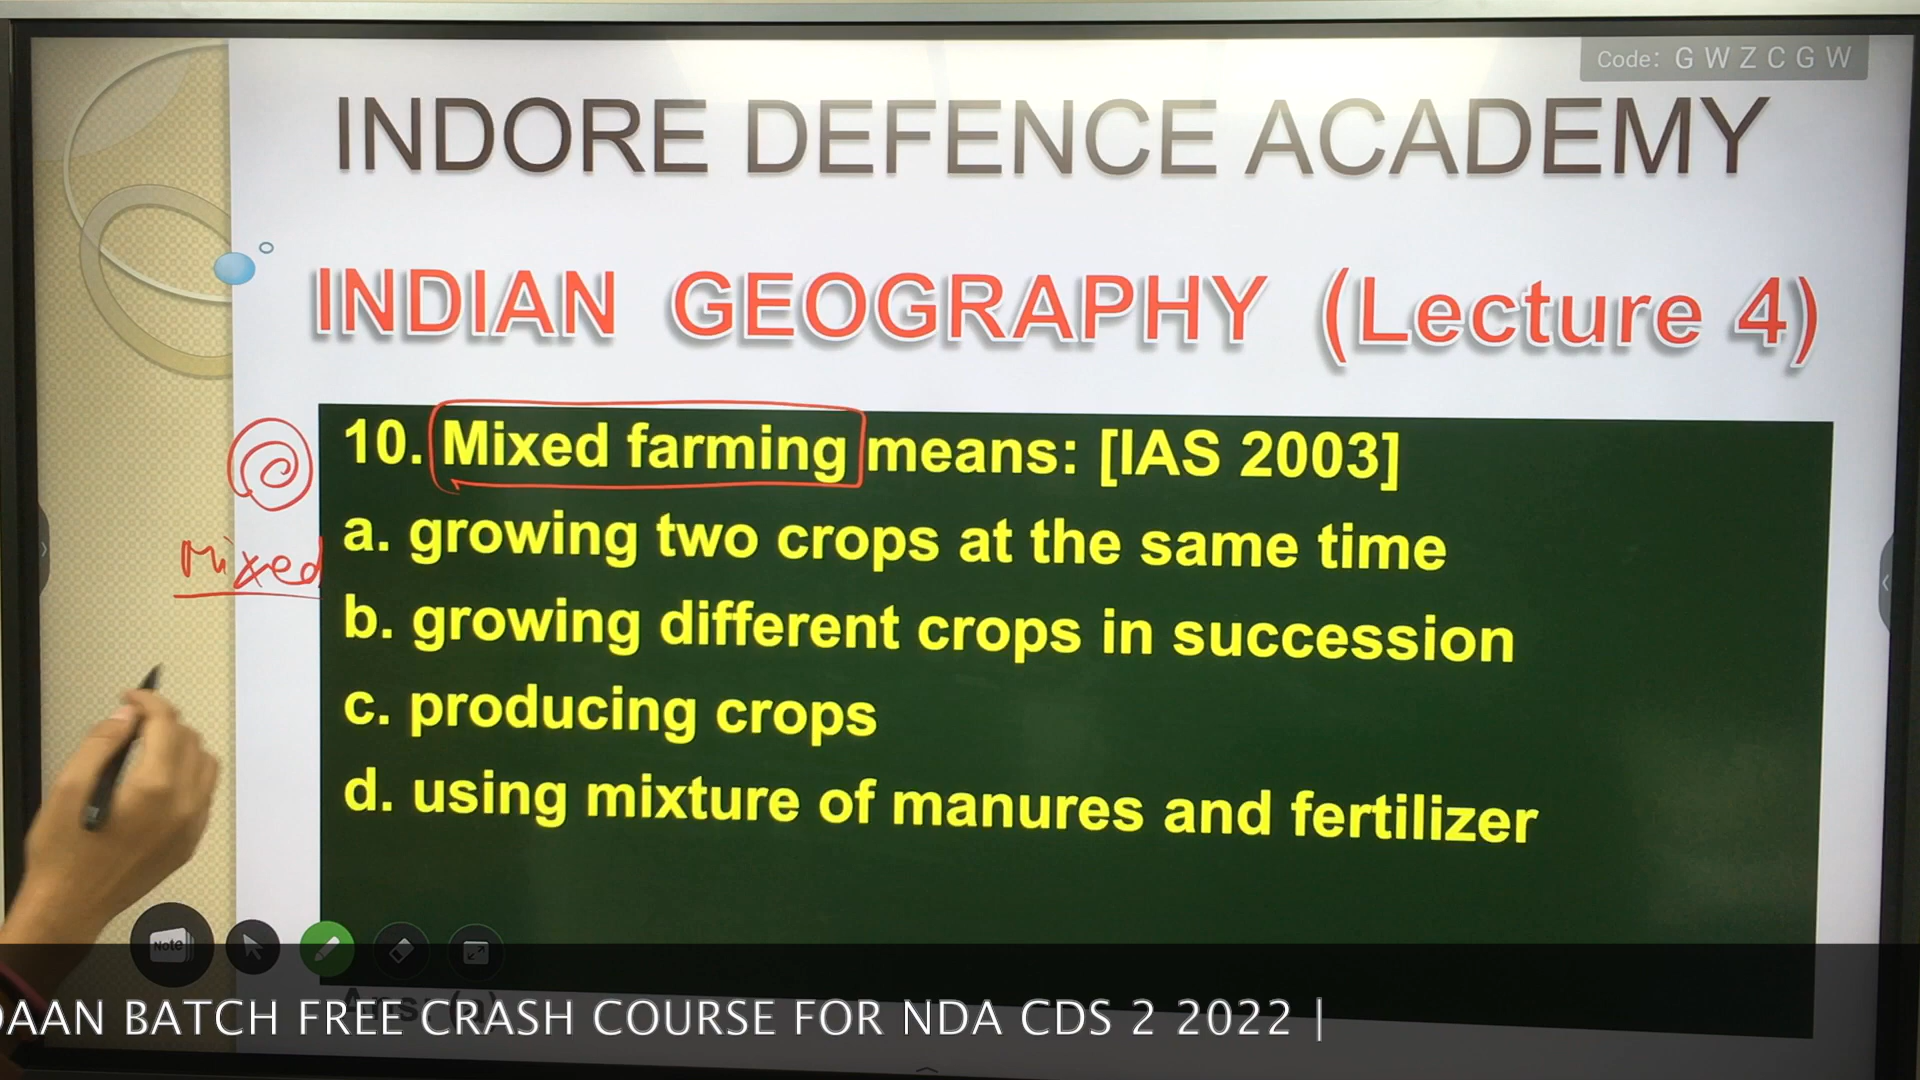 Code: G W Z C G W
INDORE DEFENCE ACADEMY
INDIAN GEOGRAPHY (Lecture 4)
10. Mixed farming means: [IAS 2003]
Mixed
a. growing two crops at the same time
b. growing different crops in succession
c. producing crops
d. using mixture of manures and fertilizer
Note
DAAN BATCH FREE CRASH COURSE FOR NDA CDS 2 2022 |